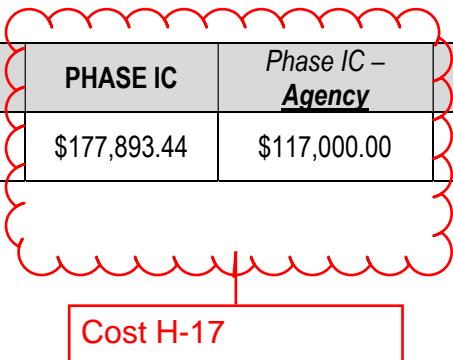 PHASE IC
Phase IC –
Agency
$177,893.44
$117,000.00
Cost H-17